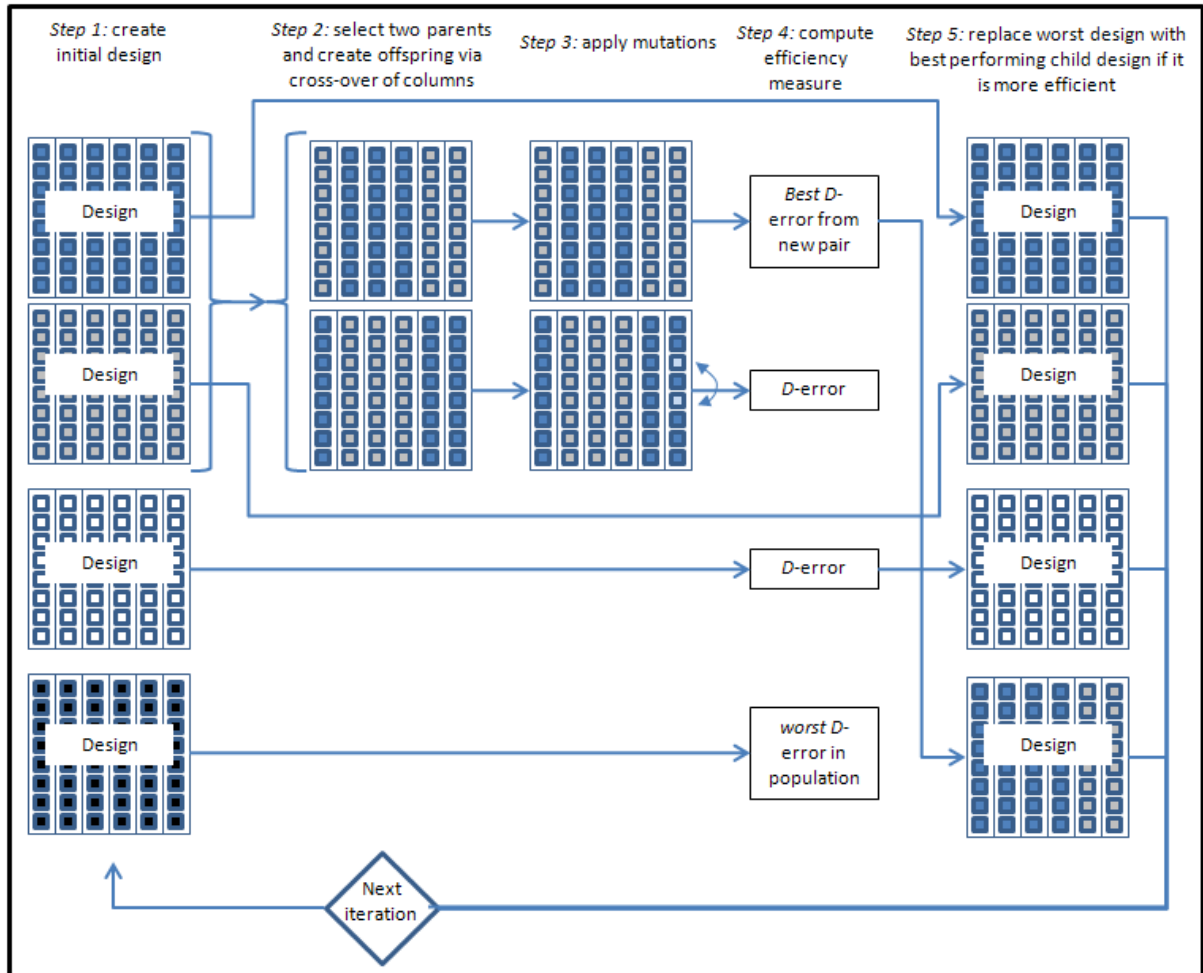 Step 1: create
initial design
Step 2: select two parents
and create offspring via
cross-over of columns
Step 3: apply mutations
Step 4: compute
efficiency
measure
Step 5: replace worst design with
best performing child design if it
is more efficient
Design
Best D-
error from
new pair
Design
Design
D-error
Design
Design
D-error
Design
Design
worst D-
error in
population
Design
Next
iteration